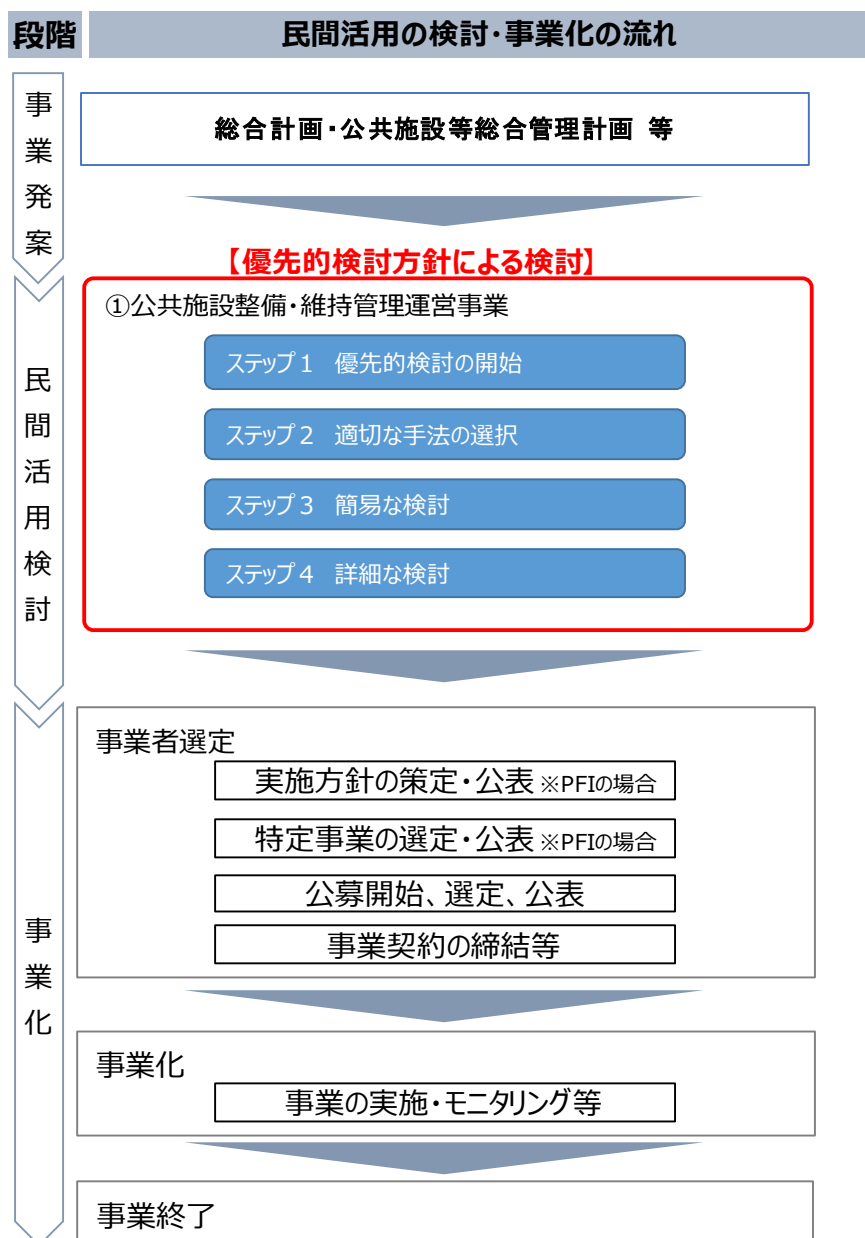 段階
民間活用の検討・事業化の流れ
事業発案
総合計画・公共施設等総合管理計画 等
【優先的検討方針による検討】
民間活用検討
①公共施設整備・維持管理運営事業
ステップ１ 優先的検討の開始
ステップ２ 適切な手法の選択
ステップ３ 簡易な検討
ステップ４ 詳細な検討
事業化
事業者選定
実施方針の策定・公表 ※PFIの場合
特定事業の選定・公表 ※PFIの場合
公募開始、選定、公表
事業契約の締結等
事業化
事業の実施・モニタリング等
事業終了